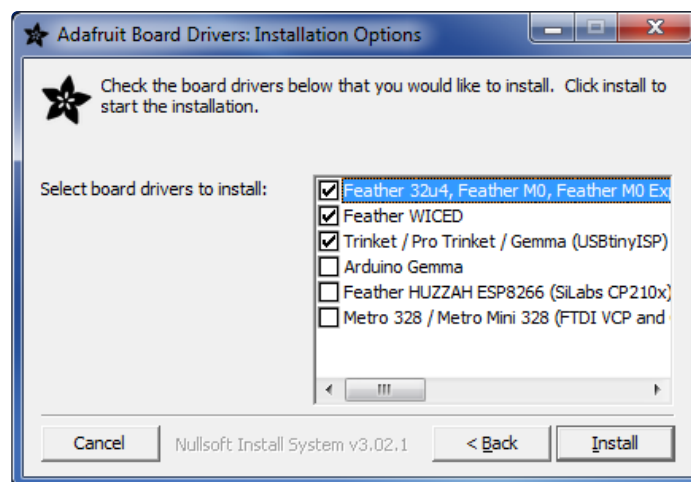 Adafruit Board Drivers: Installation Options
Check the board drivers below that you would like to install. Click install to
start the installation.
Select board drivers to install:
Feather 32u4, Feather M0, Feather M0
Feather WICED
Trinket / Pro Trinket / Gemma (USBtinyISP)
Arduino Gemma
Feather HUZZAH ESP8266 (SiLabs CP210x)
Metro 328 / Metro Mini 328 (FTDI VCP and
Cancel
Nullsoft Install System v3.02.1
< Back
Install